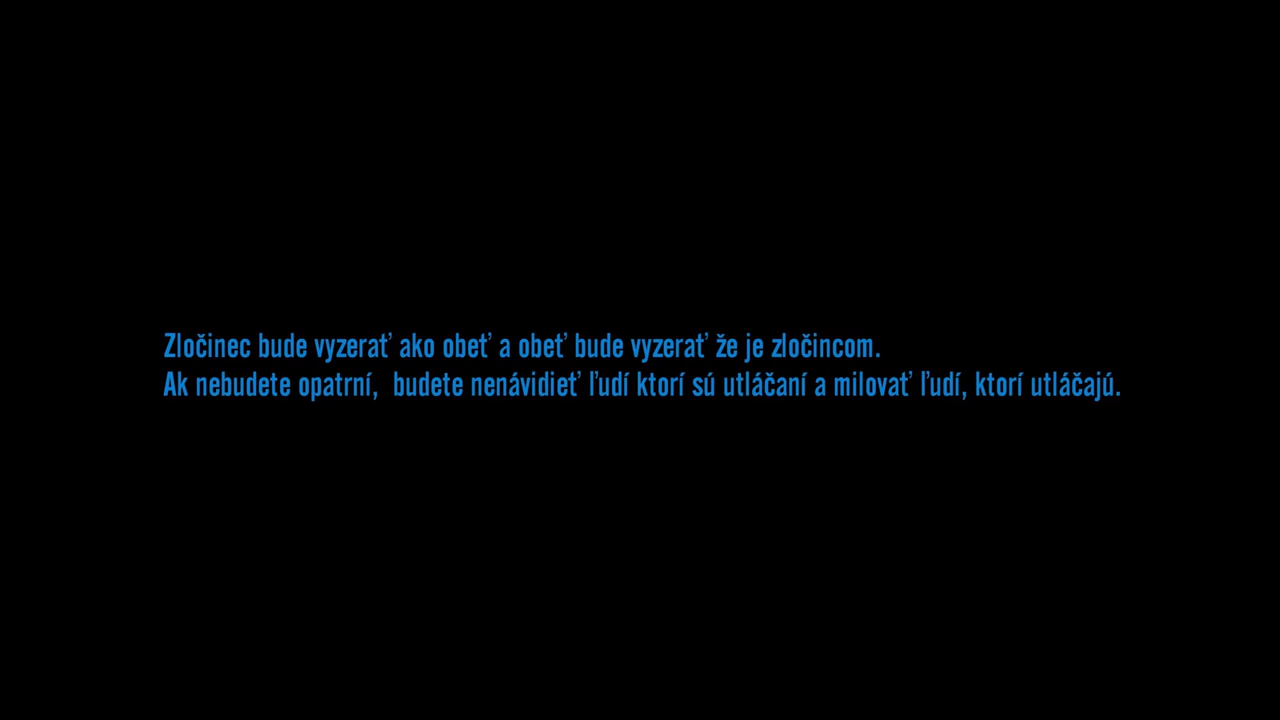 Zločinec bude vyzerať ako obeť a obeť bude vyzerať že je zločincom.
Ak nebudete opatrní,  budete nenávidieť ľudí ktorí sú utláčaní a milovať ľudí, ktorí utláčajú.